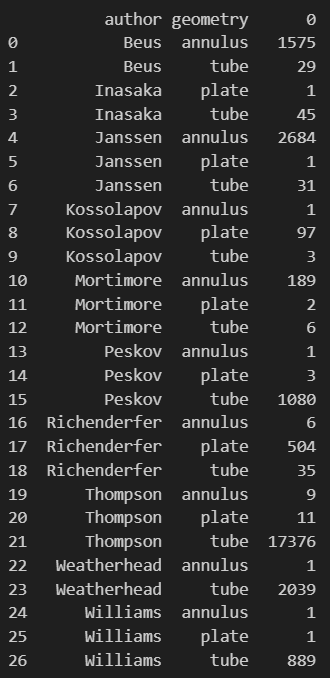 author geometry 0
0 Beus annulus 1575
1 Beus tube 29
2 Inasaka plate 1
3 Inasaka tube 45
4 Janssen annulus 2684
5 Janssen plate 1
6 Janssen tube 31
7 Kossolapov annulus 1
8 Kossolapov plate 97
9 Kossolapov tube 3
10 Mortimore annulus 189
11 Mortimore plate 2
12 Mortimore tube 6
13 Peskov annulus 1
14 Peskov plate 3
15 Peskov tube 1080
16 Richenderfer annulus 6
17 Richenderfer plate 504
18 Richenderfer tube 35
19 Thompson annulus 9
20 Thompson plate 11
21 Thompson tube 17376
22 Weatherhead annulus 1
23 Weatherhead tube 2039
24 Williams annulus 1
25 Williams plate 1
26 Williams tube 889